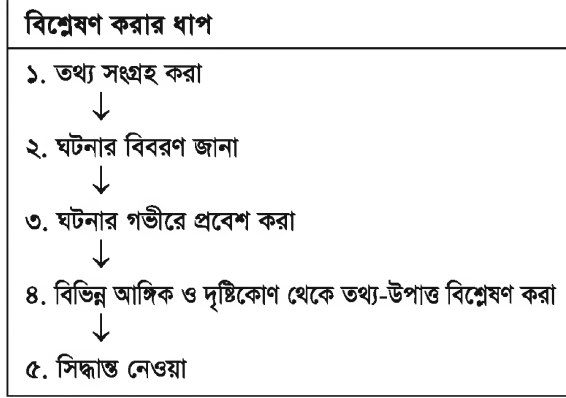 বিশ্লেষণ করার ধাপ
১. তথ্য সংগ্রহ করা
২. ঘটনার বিবরণ জানা
৩. ঘটনার গভীরে প্রবেশ করা
৪. বিভিন্ন আঙ্গিক ও দৃষ্টিকোণ থেকে তথ্য-উপাত্ত বিশ্লেষণ করা
৫. সিদ্ধান্ত নেওয়া